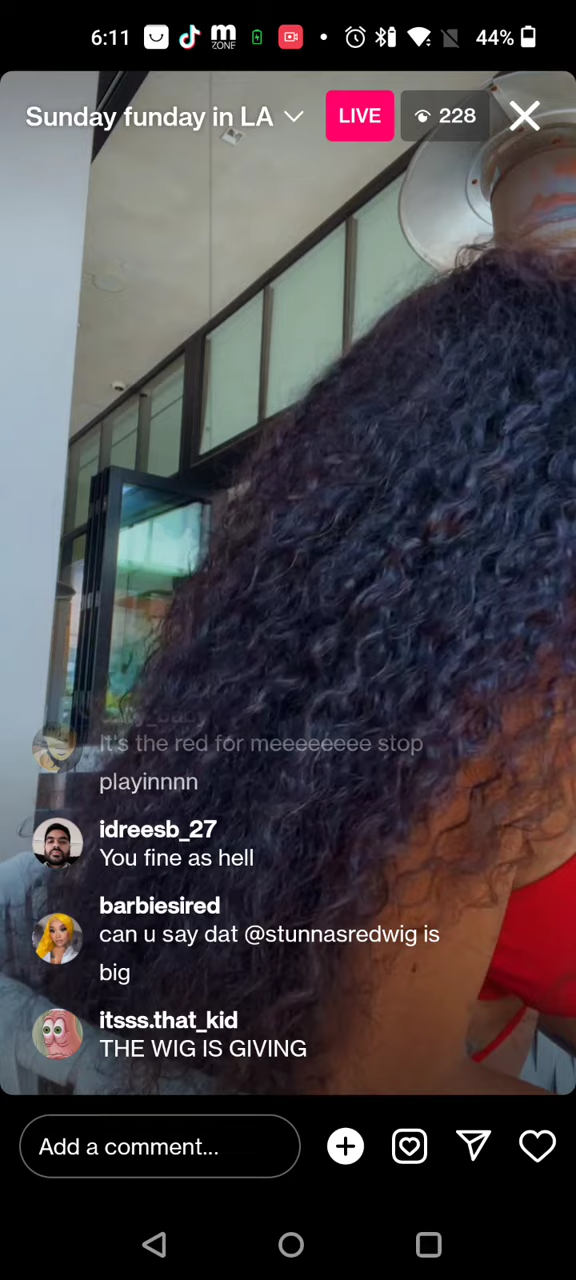 6:11
m
ZONE
44%
Sunday funday in LA
LIVE
228
It's the red for meeeeeeee stop
playinnnn
idreesb_27
You fine as hell
barbiesired
can u say dat @stunnasredwig is
big
itsss.that_kid
THE WIG IS GIVING
Add a comment...